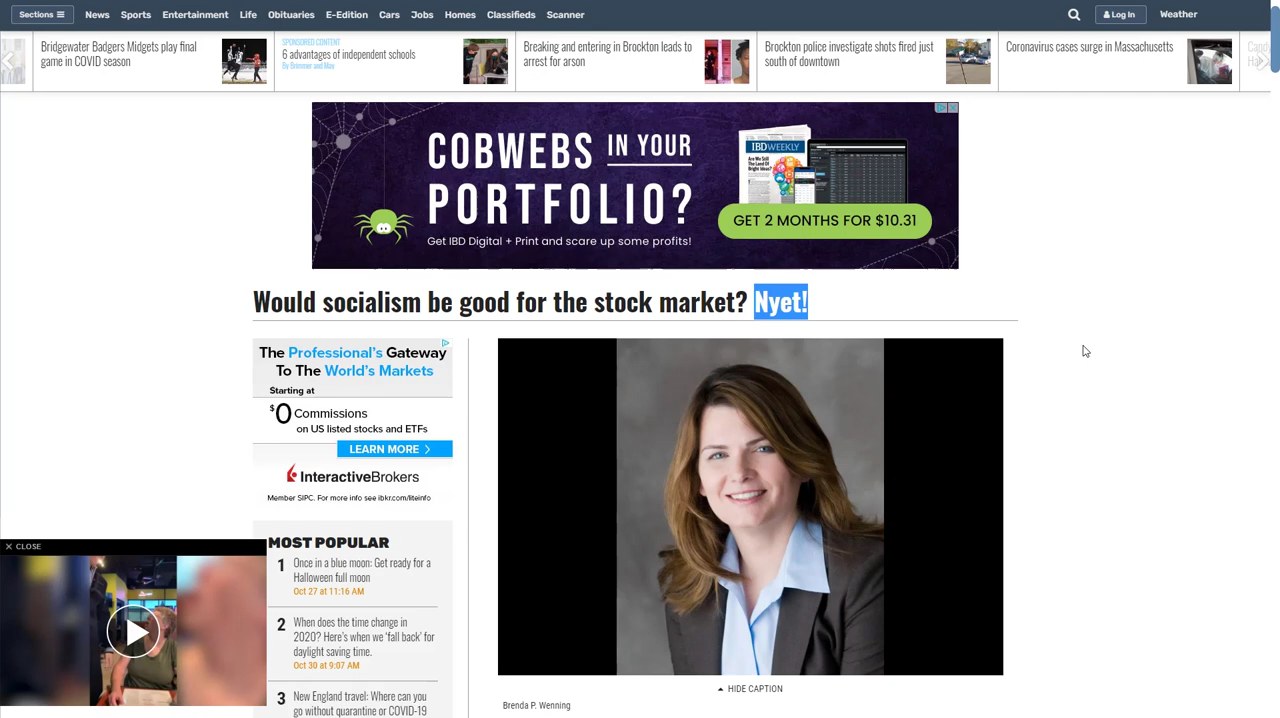 Sections
News
Sports
Entertainment
Life
Obituaries
E-Edition
Cars
Jobs
Homes
Classifieds
Scanner
Log In
Weather
Bridgewater Badgers Midgets play final
game in COVID season
SPONSORED CONTENT
6 advantages of independent schools
By Brimmer and May
Breaking and entering in Brockton leads to
arrest for arson
Brockton police investigate shots fired just
south of downtown
Coronavirus cases surge in Massachusetts
COBWEBS IN YOUR
PORTFOLIO?
Get IBD Digital + Print and scare up some profits!
IBD WEEKLY
GET 2 MONTHS FOR $10.31
Would socialism be good for the stock market? Nyet!
The Professional's Gateway
To The World's Markets
Starting at
$0 Commissions
on US listed stocks and ETFs
LEARN MORE >
InteractiveBrokers
Member SIPC. For more info see ibkr.com/liteinfo
MOST POPULAR
1 Once in a blue moon: Get ready for a
Halloween full moon
Oct 27 at 11:16 AM
2 When does the time change in
2020? Here's when we 'fall back' for
daylight saving time.
Oct 30 at 9:07 AM
3 New England travel: Where can you
go without quarantine or COVID-19
CLOSE
HIDE CAPTION
Brenda P. Wenning